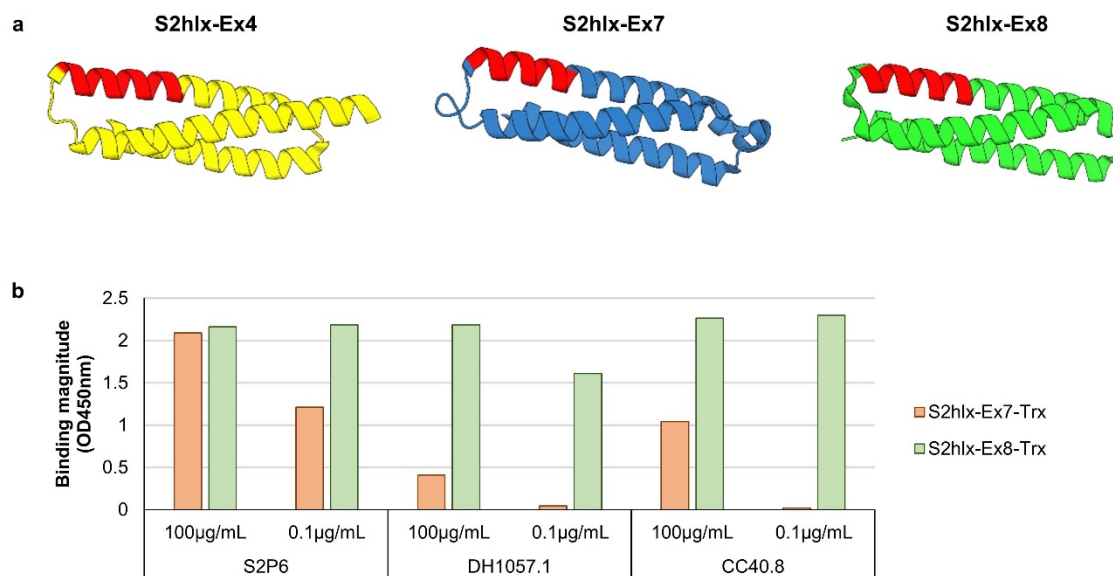 a
S2hlx-Ex4 S2hlx-Ex7 S2hlx-Ex8
b
Binding magnitude
(OD450nm)
2.5
2
1.5
1
0.5
0
S2hlx-Ex7-Trx
S2hlx-Ex8-Trx
100µg/mL 0.1µg/mL 100µg/mL 0.1µg/mL 100µg/mL 0.1µg/mL
S2P6 DH1057.1 CC40.8